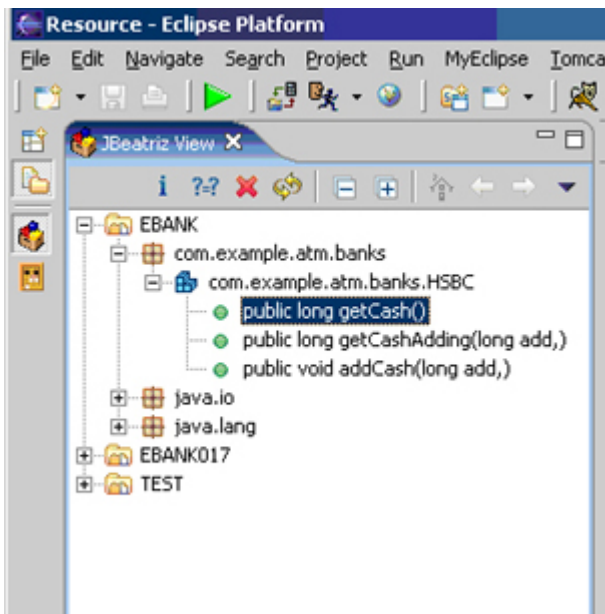 Resource - Eclipse Platform
File Edit Navigate Search Project Run MyEclipse Tomca
JBeatriz View
i ?=?
EBANK
com.example.atm.banks
com.example.atm.banks.HSBC
public long getCash()
public long getCashAdding(long add,)
public void addCash(long add,)
java.io
java.lang
EBANK017
TEST